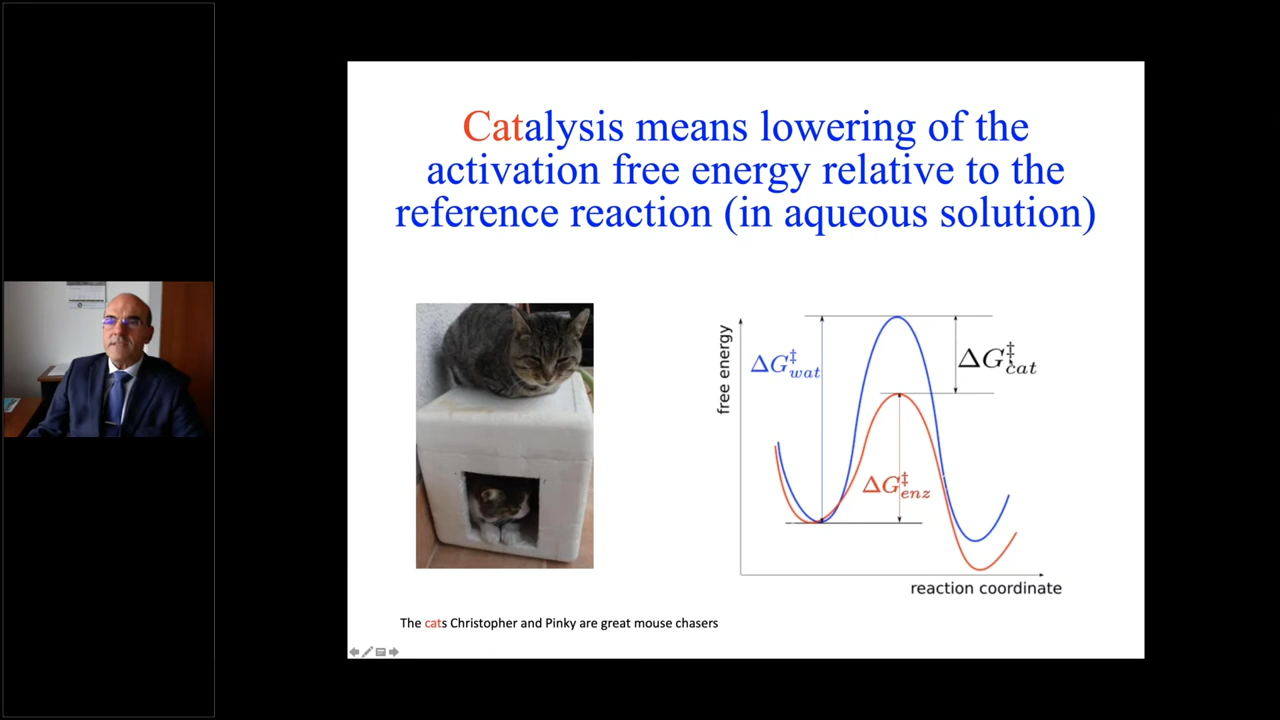 Catalysis means lowering of the
activation free energy relative to the
reference reaction (in aqueous solution)
free energy
ΔG‡wat
ΔG‡cat
ΔG‡enz
reaction coordinate
The cats Christopher and Pinky are great mouse chasers